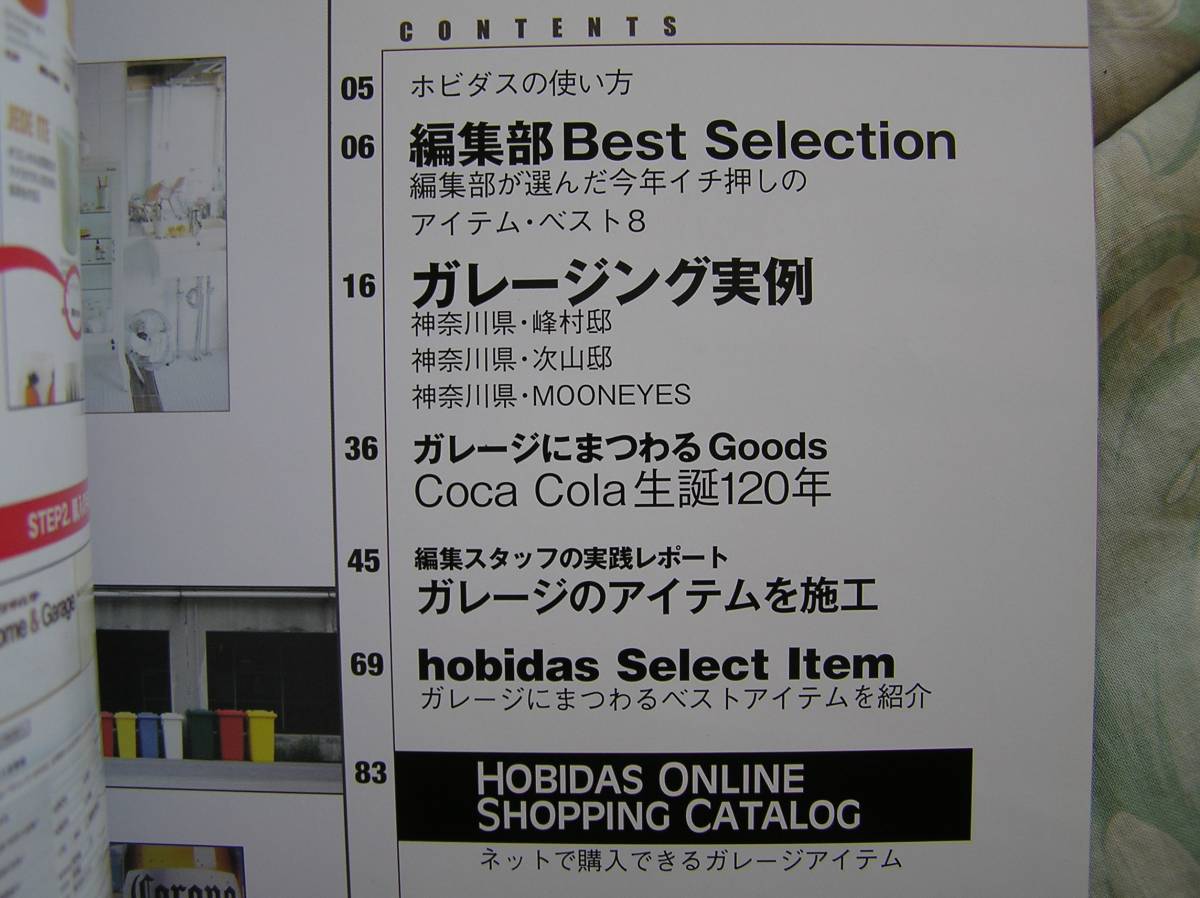 CONTENTS
05 ホビダスの使い方
06 編集部Best Selection
編集部が選んだ今年イチ押しの
アイテム・ベスト8
16 ガレージング実例
神奈川県・峰村邸
神奈川県・次山邸
神奈川県・MOONEYES
36 ガレージにまつわるGoods
Coca Cola生誕120年
45 編集スタッフの実践レポート
ガレージのアイテムを施工
69 hobidas Select Item
ガレージにまつわるベストアイテムを紹介
83 HOBIDAS ONLINE
SHOPPING CATALOG
ネットで購入できるガレージアイテム
STEP2.
ome & Garage
Corona